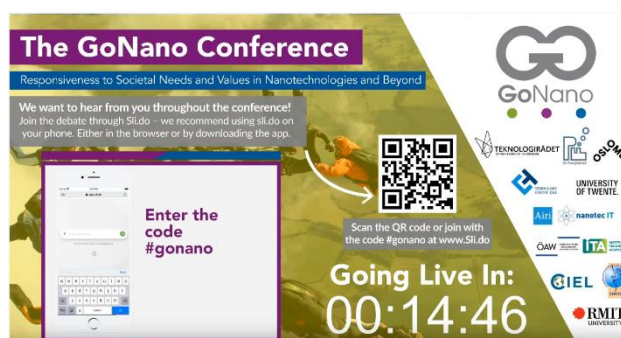 The GoNano Conference
Responsiveness to Societal Needs and Values in Nanotechnologies and Beyond
We want to hear from you throughout the conference!
Join the debate through Sli.do – we recommend using sli.do on
your phone. Either in the browser or by downloading the app.
Enter the
code
#gonano
Scan the QR code or join with
the code #gonano at www.Sli.do
Going Live In:
00:14:46
GoNano
TEKNOLOGIRÅDET
OSLOM
UNIVERSITY
OF TWENTE.
Airi
nanotec IT
ÖAW
ITA
CIEL
RMIT
UNIVERSITY